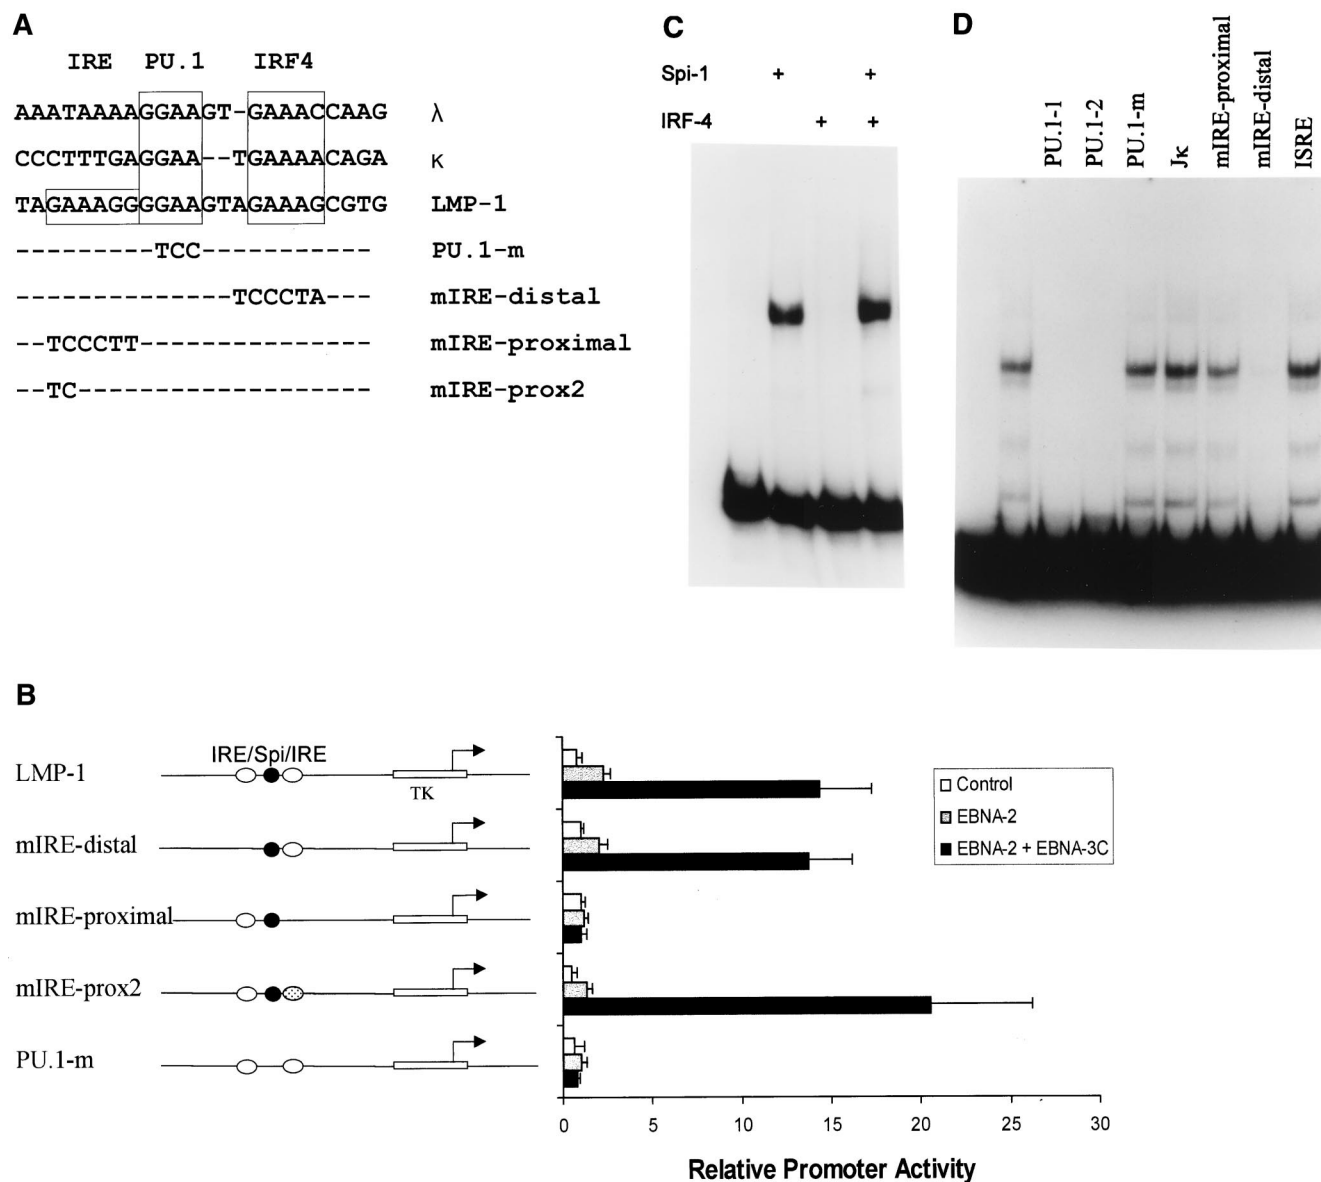 A
IRE PU.1 IRF4
AAATAAAAGGAAGT-GAAACCAAG λ
CCCTTTGAGGAA--TGAAAACAGA κ
TAGAAAGGGGAAGTAGAAAGCGTG LMP-1
---------TCC----------- PU.1-m
--------------TCCCTA--- mIRE-distal
--TCCCTT--------------- mIRE-proximal
--TC------------------- mIRE-prox2
C
Spi-1 + +
IRF-4 + +
D
PU.1-1
PU.1-2
PU.1-m
Jκ
mIRE-proximal
mIRE-distal
ISRE
B
IRE/Spi/IRE
LMP-1
TK
mIRE-distal
mIRE-proximal
mIRE-prox2
PU.1-m
Control
EBNA-2
EBNA-2 + EBNA-3C
0 5 10 15 20 25 30
Relative Promoter Activity